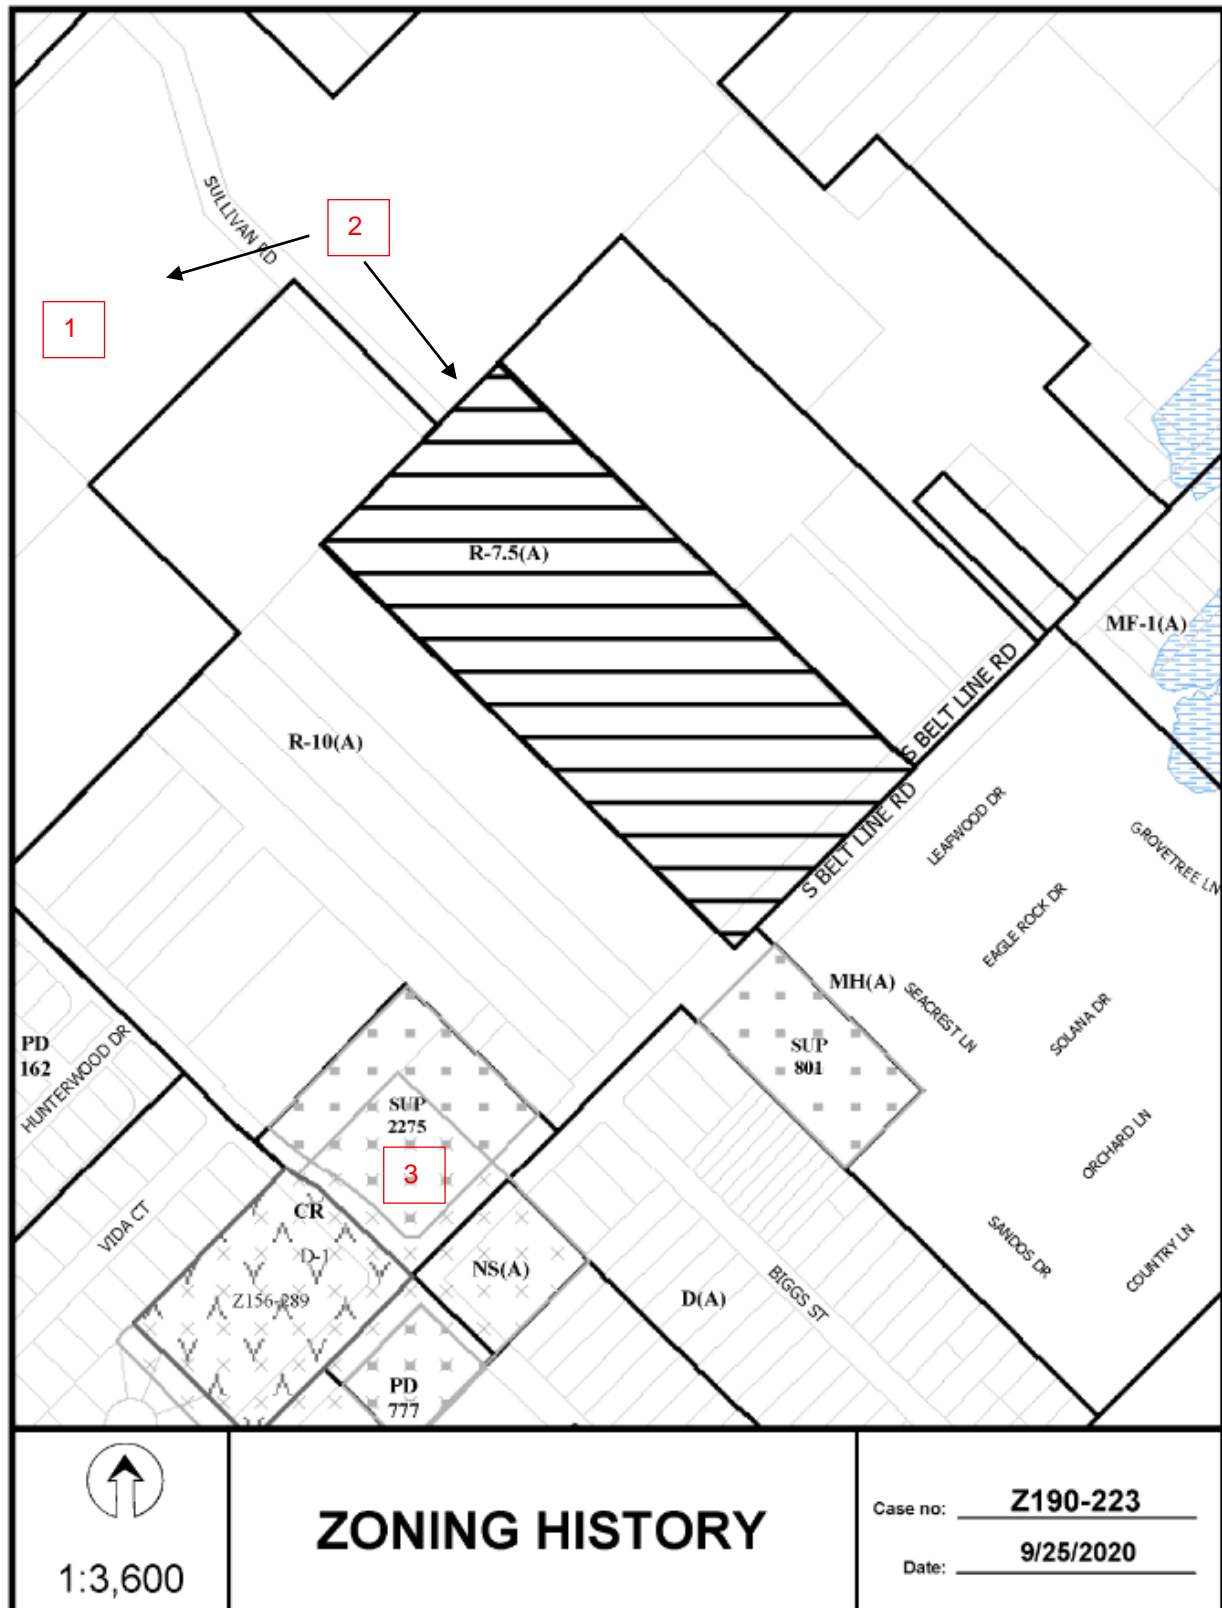 SULLIVAN RD
2
1
R-7.5(A)
MF-1(A)
S BELT LINE RD
R-10(A)
S BELT LINE RD
LEAFWOOD DR
GROVETREE LN
EAGLE ROCK DR
MH(A)
SEACREST LN
SOLANA DR
PD
162
HUNTERWOOD DR
SUP
801
SUP
2275
3
ORCHARD LN
VIDA CT
CR
D-1
Z156-289
NS(A)
D(A)
BIGGS ST
SANDOS DR
COUNTRY LN
PD
777
1:3,600
ZONING HISTORY
Case no: Z190-223
Date: 9/25/2020